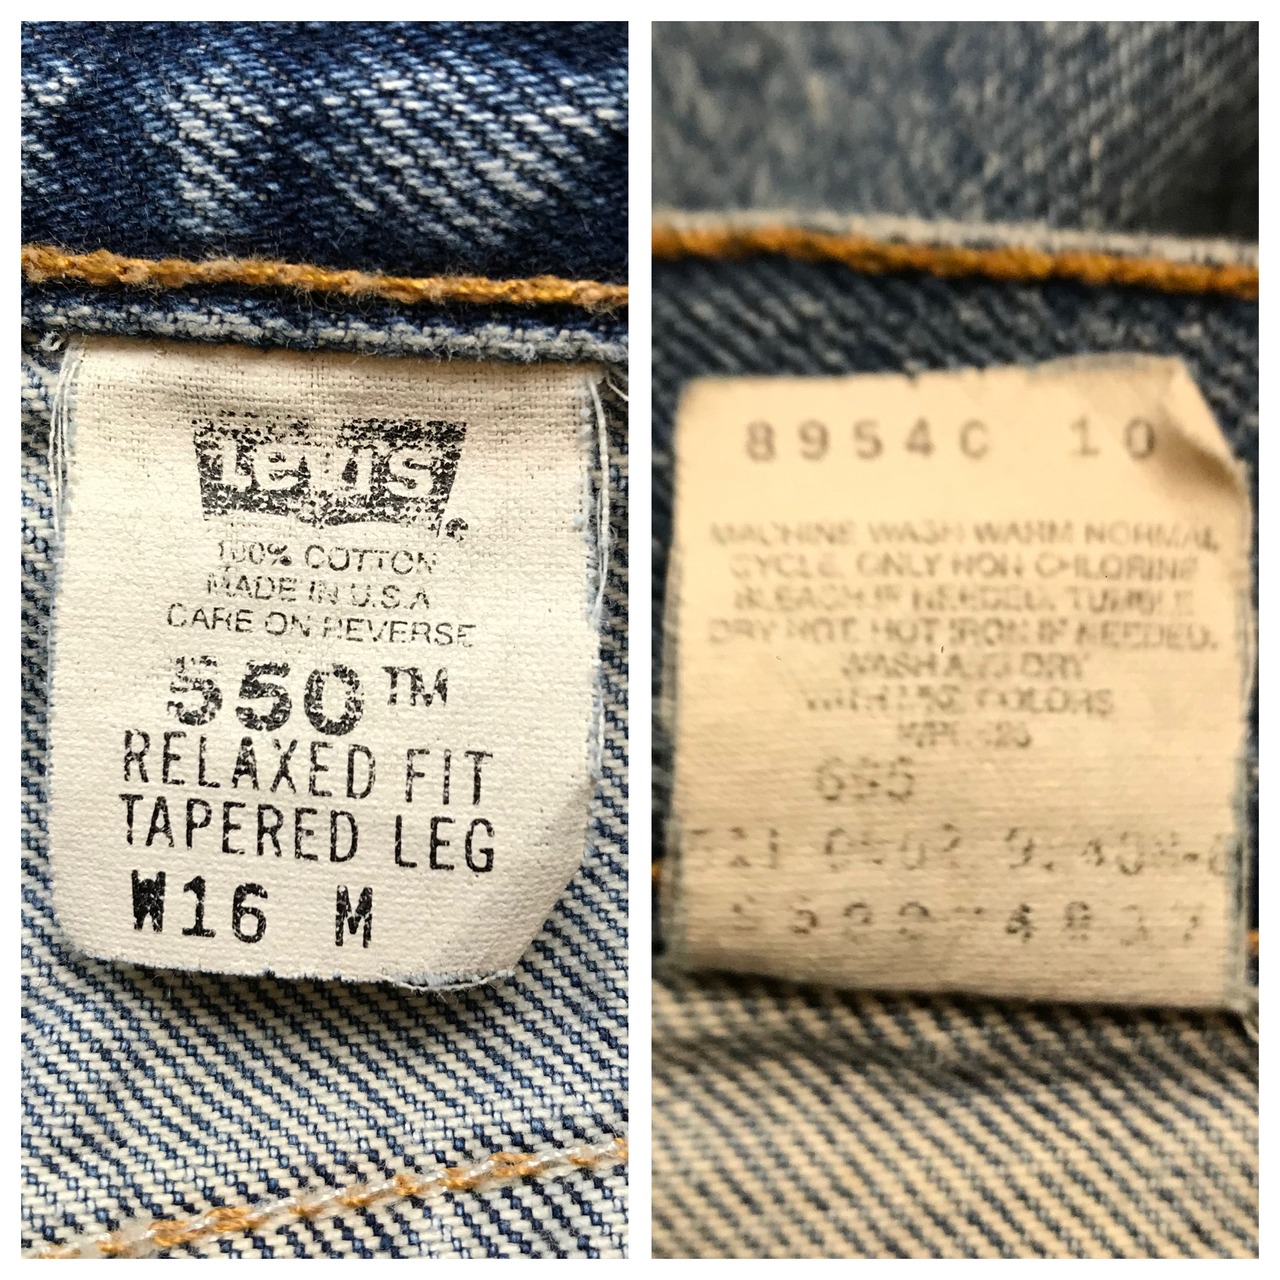 Levi's
100% COTTON
MADE IN U.S.A
CARE ON REVERSE
550™
RELAXED FIT
TAPERED LEG
W16 M
8954C 10
MACHINE WASH WARM NORMAL
CYCLE ONLY NON CHLORINE
BLEACH IF NEEDED. TUMBLE
DRY HOT. HOT IRON IF NEEDED.
WASH & DRY
WITH LIKE COLORS